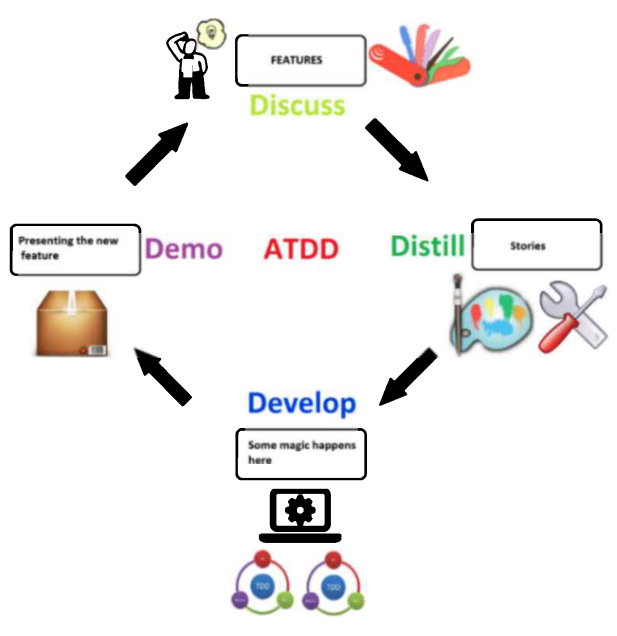 FEATURES
Discuss
Presenting the new
feature
Demo
ATDD
Distill
Stories
Develop
Some magic happens
here
TDD
TDD